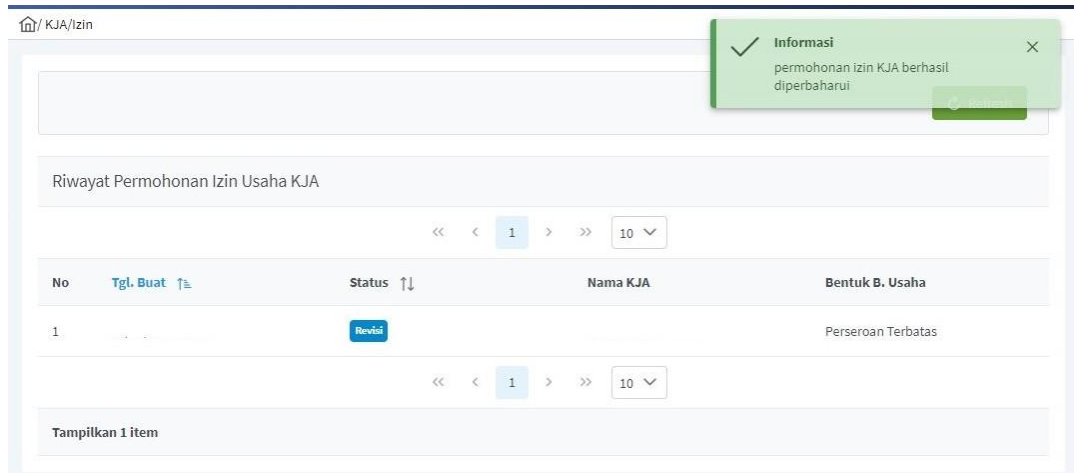 / KJA/Izin
Informasi
permohonan izin KJA berhasil
diperbaharui
Refresh
Riwayat Permohonan Izin Usaha KJA
<< < 1 > >> 10
No Tgl. Buat Status Nama KJA Bentuk B. Usaha
1 Revisi Perseroan Terbatas
<< < 1 > >> 10
Tampilkan 1 item